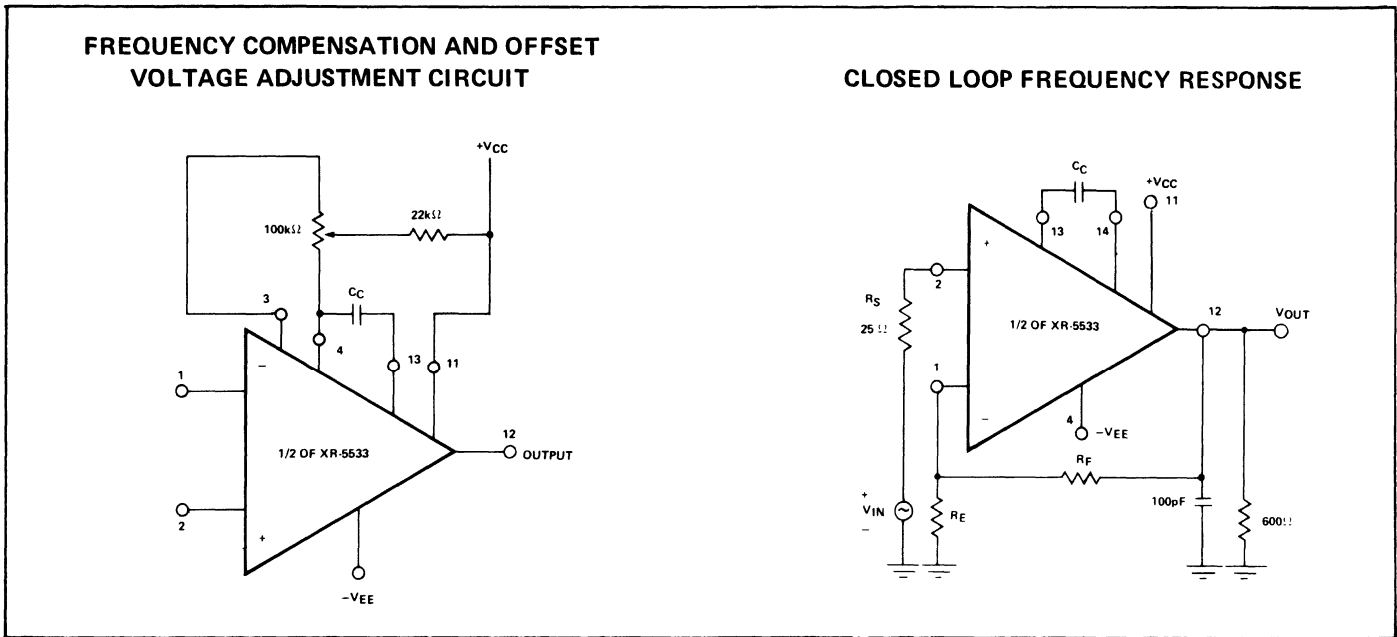 FREQUENCY COMPENSATION AND OFFSET
VOLTAGE ADJUSTMENT CIRCUIT
+VCC
22kΩ
100kΩ
CC
3
4
13
11
1
−
1/2 OF XR-5533
12
OUTPUT
2
+
−VEE
CLOSED LOOP FREQUENCY RESPONSE
CC
+VCC
11
13
14
+
2
RS
25 Ω
1/2 OF XR-5533
12
VOUT
1
−
4
−VEE
RF
100pF
600Ω
+
VIN
−
RE